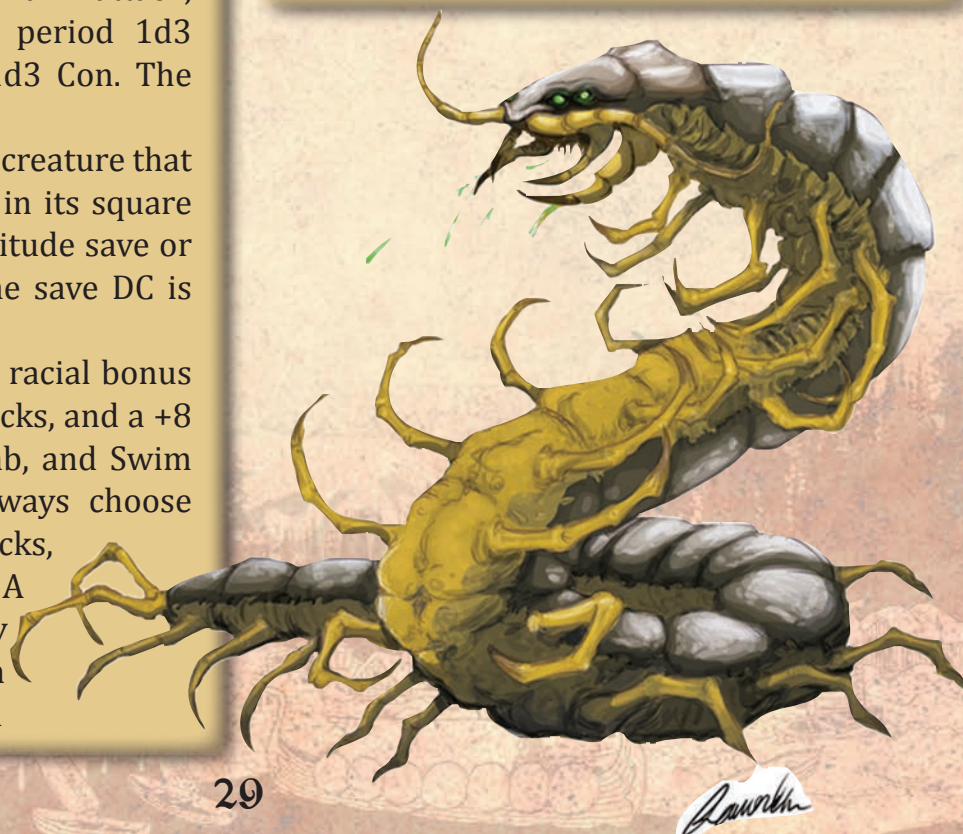 period 1d3
d3 Con. The
creature that
in its square
itude save or
e save DC is
racial bonus
cks, and a +8
b, and Swim
ways choose
cks,
A
29